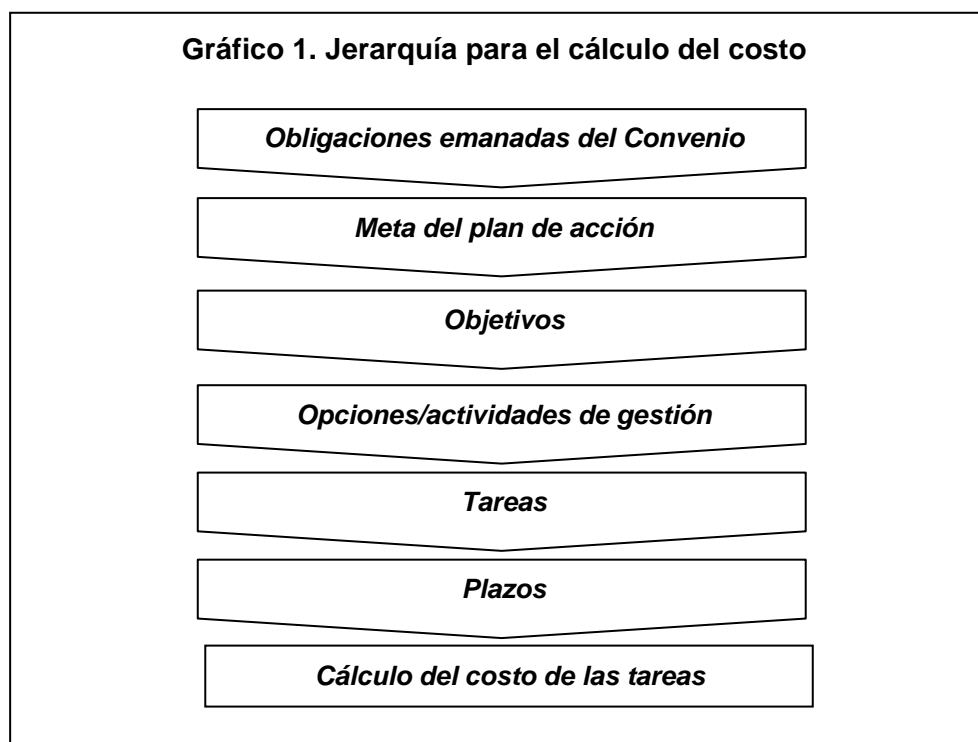 Gráfico 1. Jerarquía para el cálculo del costo
Obligaciones emanadas del Convenio
Meta del plan de acción
Objetivos
Opciones/actividades de gestión
Tareas
Plazos
Cálculo del costo de las tareas